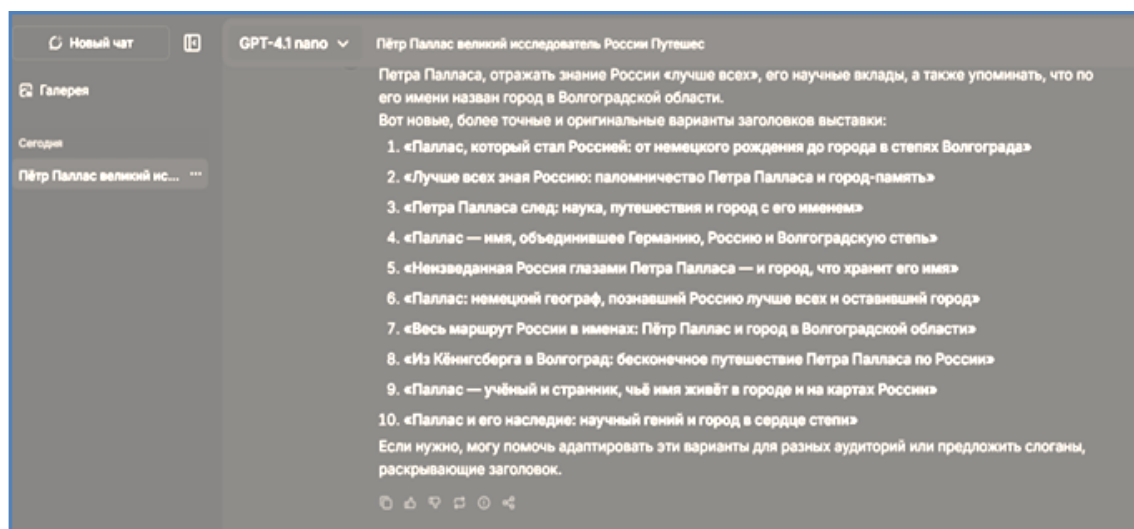 Новый чат
GPT-4.1 nano
Пётр Паллас великий исследователь России Путешес
Галерея
Сегодня
Пётр Паллас великий ис... ...
Петра Палласа, отражать знание России «лучше всех», его научные вклады, а также упоминать, что по
его имени назван город в Волгоградской области.
Вот новые, более точные и оригинальные варианты заголовков выставки:
1. «Паллас, который стал Россией: от немецкого рождения до города в степях Волгограда»
2. «Лучше всех зная Россию: паломничество Петра Палласа и город-память»
3. «Петра Палласа след: наука, путешествия и город с его именем»
4. «Паллас — имя, объединившее Германию, Россию и Волгоградскую степь»
5. «Неизведанная Россия глазами Петра Палласа — и город, что хранит его имя»
6. «Паллас: немецкий географ, познавший Россию лучше всех и оставивший город»
7. «Весь маршрут России в именах: Пётр Паллас и город в Волгоградской области»
8. «Из Кёнигсберга в Волгоград: бесконечное путешествие Петра Палласа по России»
9. «Паллас — учёный и странник, чьё имя живёт в городе и на картах России»
10. «Паллас и его наследие: научный гений и город в сердце степи»
Если нужно, могу помочь адаптировать эти варианты для разных аудиторий или предложить слоганы,
раскрывающие заголовок.